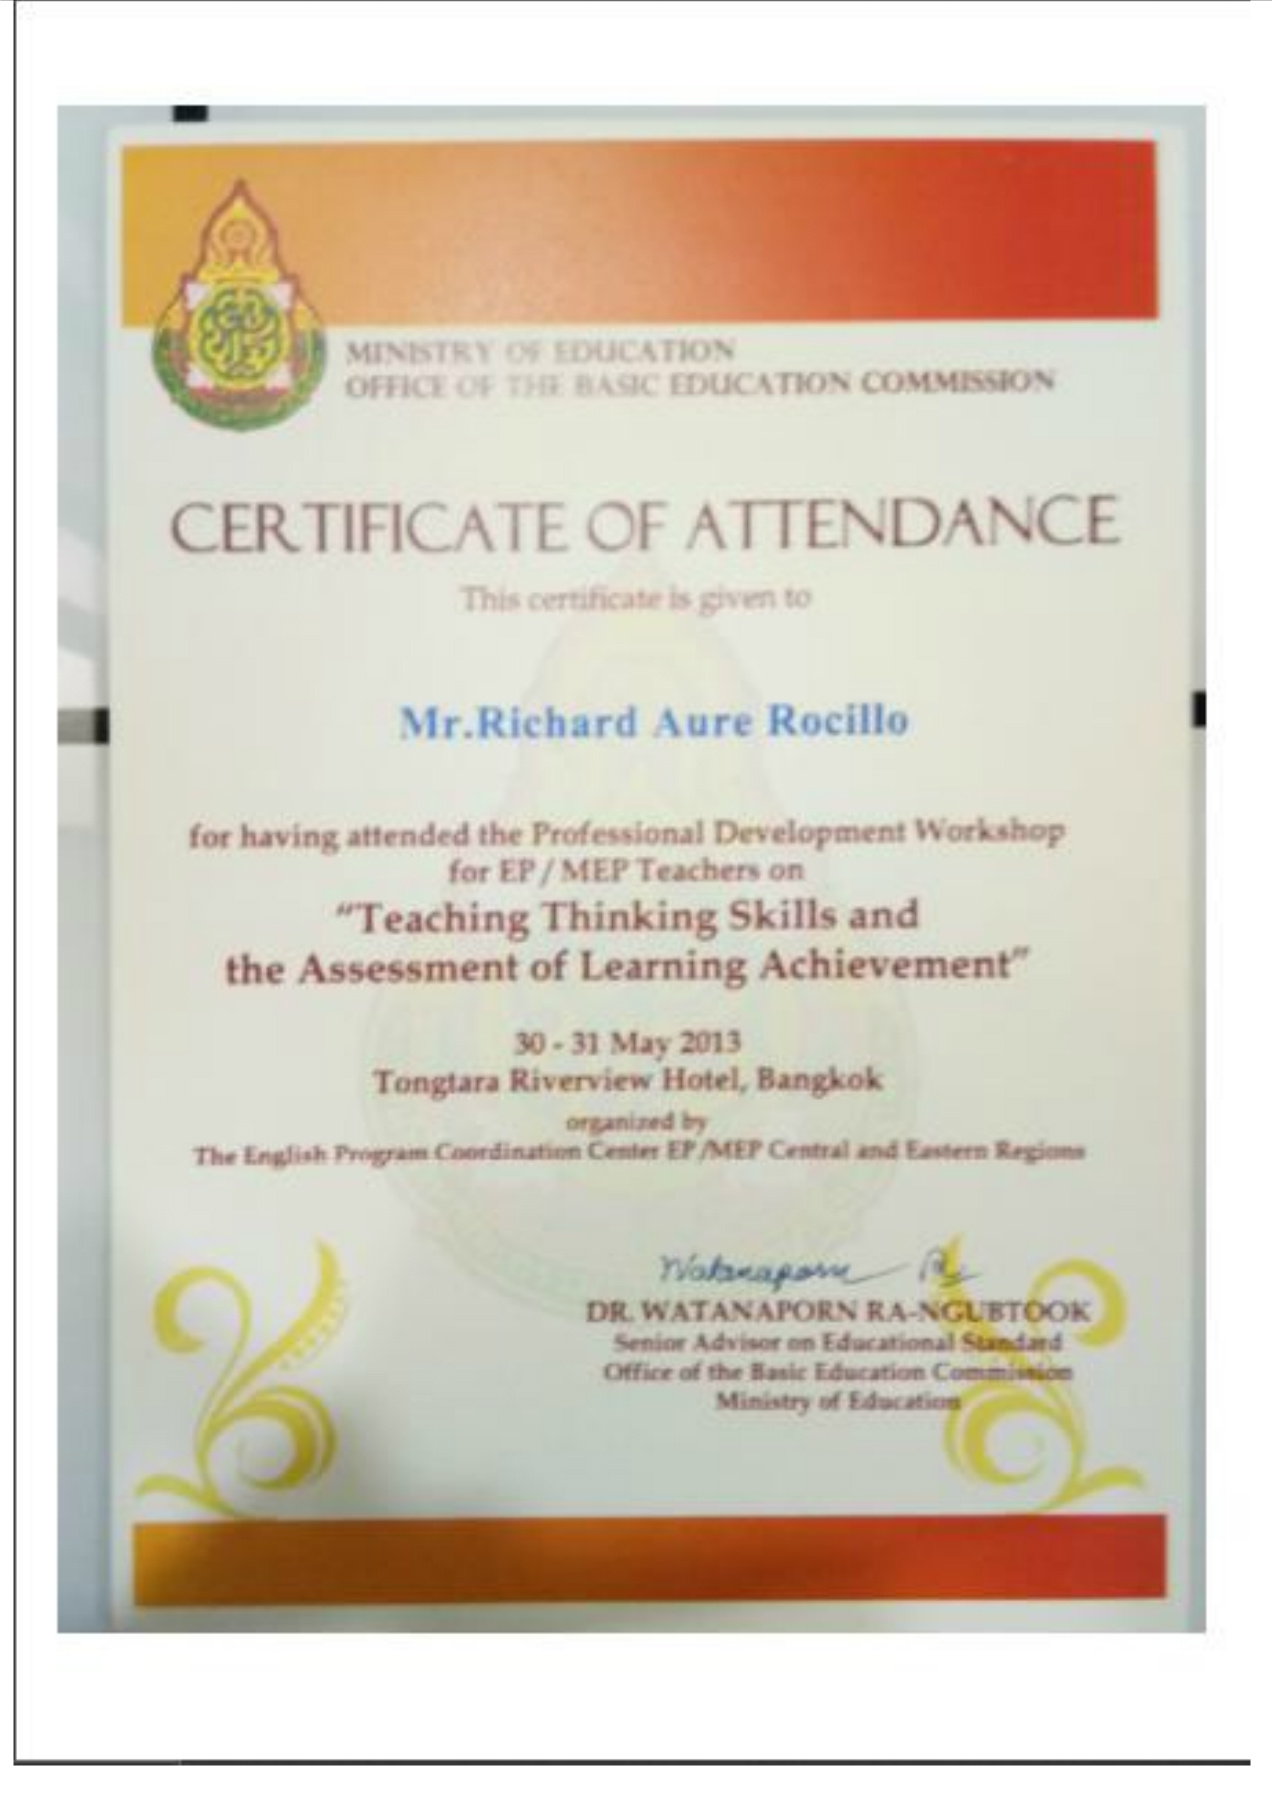 MINISTRY OF EDUCATION
OFFICE OF THE BASIC EDUCATION COMMISSION
CERTIFICATE OF ATTENDANCE
This certificate is given to
Mr.Richard Aure Rocillo
for having attended the Professional Development Workshop
for EP / MEP Teachers on
“Teaching Thinking Skills and
the Assessment of Learning Achievement”
30 - 31 May 2013
Tongtara Riverview Hotel, Bangkok
organized by
The English Program Coordination Center EP/MEP Central and Eastern Regions
Watanaporn
DR. WATANAPORN RA-NGUBTOOK
Senior Advisor on Educational Standard
Office of the Basic Education Commission
Ministry of Education